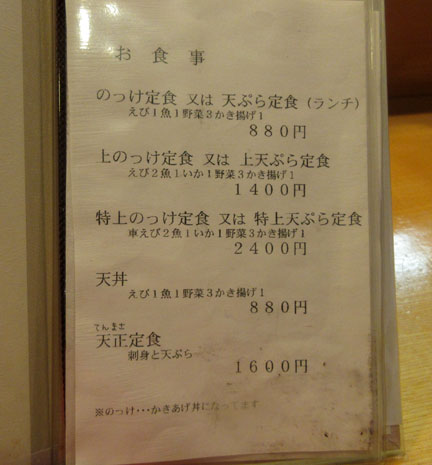 お食事
のっけ定食 又は 天ぷら定食（ランチ）
えび1魚1野菜3かき揚げ1
880円
上のっけ定食 又は 上天ぷら定食
えび2魚1いか1野菜3かき揚げ1
1400円
特上のっけ定食 又は 特上天ぷら定食
車えび2魚1いか1野菜3かき揚げ1
2400円
天丼
えび1魚1野菜3かき揚げ1
880円
てんまさ
天正定食
刺身と天ぷら
1600円
※のっけ・・・かきあげ丼になってます